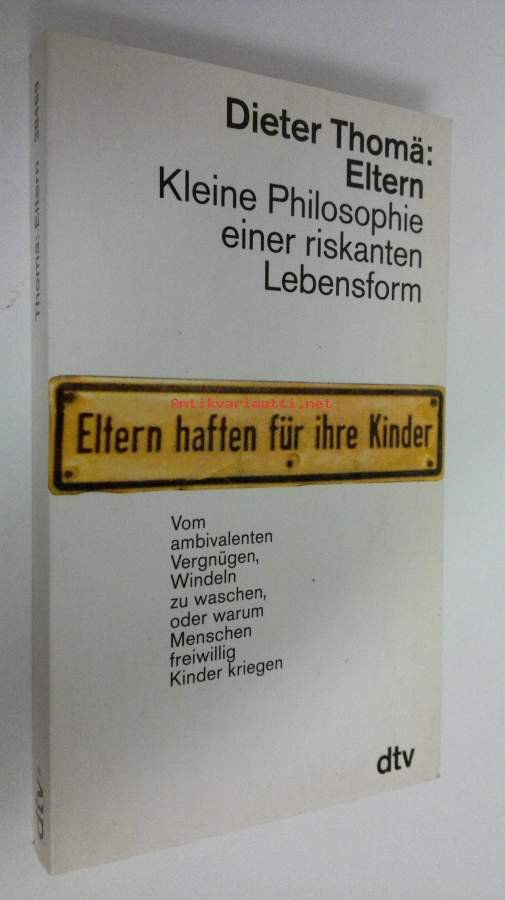 Dieter Thomä:
Eltern
Kleine Philosophie
einer riskanten
Lebensform
Antikvariaatti.net
Eltern haften für ihre Kinder
Vom
ambivalenten
Vergnügen,
Windeln
zu waschen,
oder warum
Menschen
freiwillig
Kinder kriegen
dtv
Thomä: Eltern
dtv